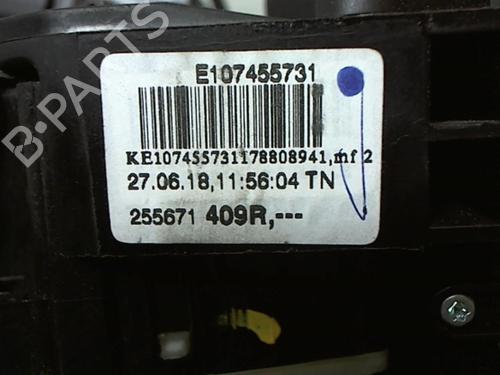 B-PARTS
E107455731
KE107455731178808941,mf 2
27.06.18,11:56:04 TN
255671 409R,---